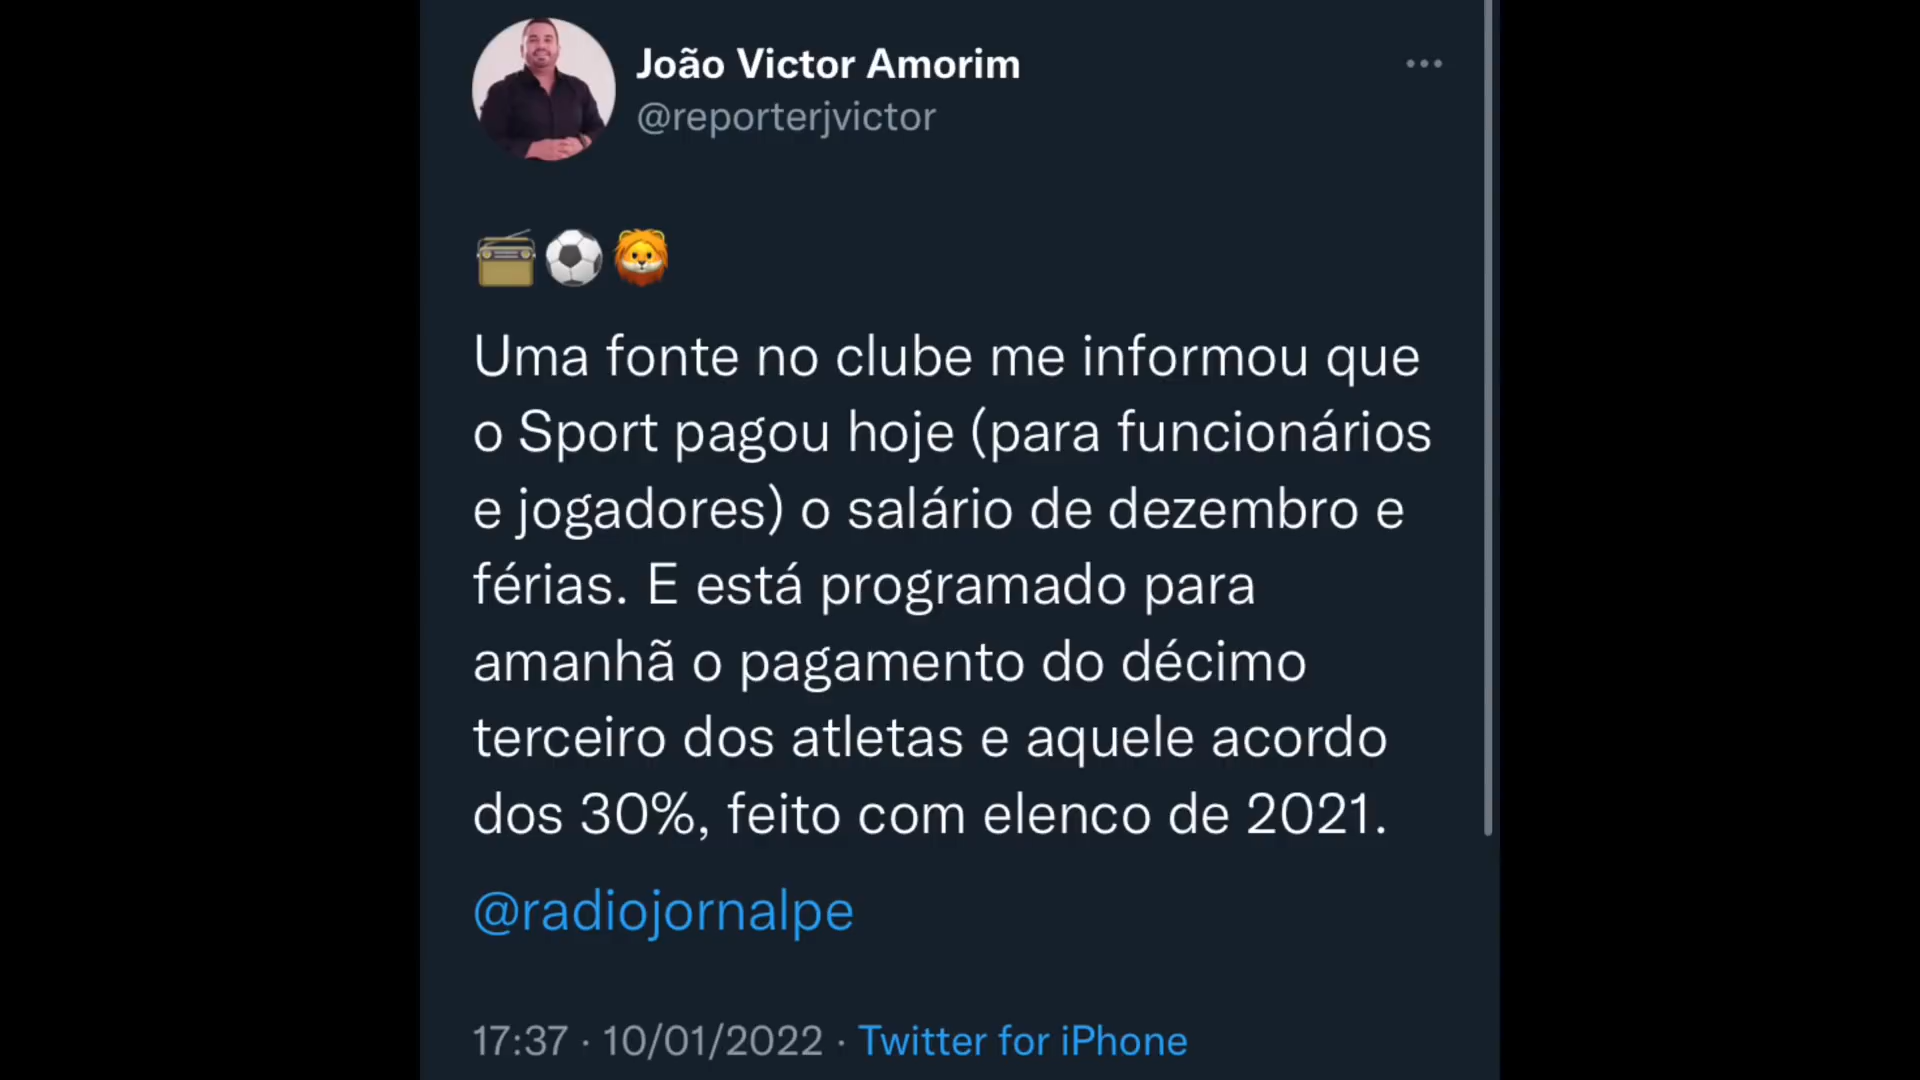 João Victor Amorim
@reporterjvictor
Uma fonte no clube me informou que
o Sport pagou hoje (para funcionários
e jogadores) o salário de dezembro e
férias. E está programado para
amanhã o pagamento do décimo
terceiro dos atletas e aquele acordo
dos 30%, feito com elenco de 2021.
@radiojornalpe
17:37 · 10/01/2022 · Twitter for iPhone